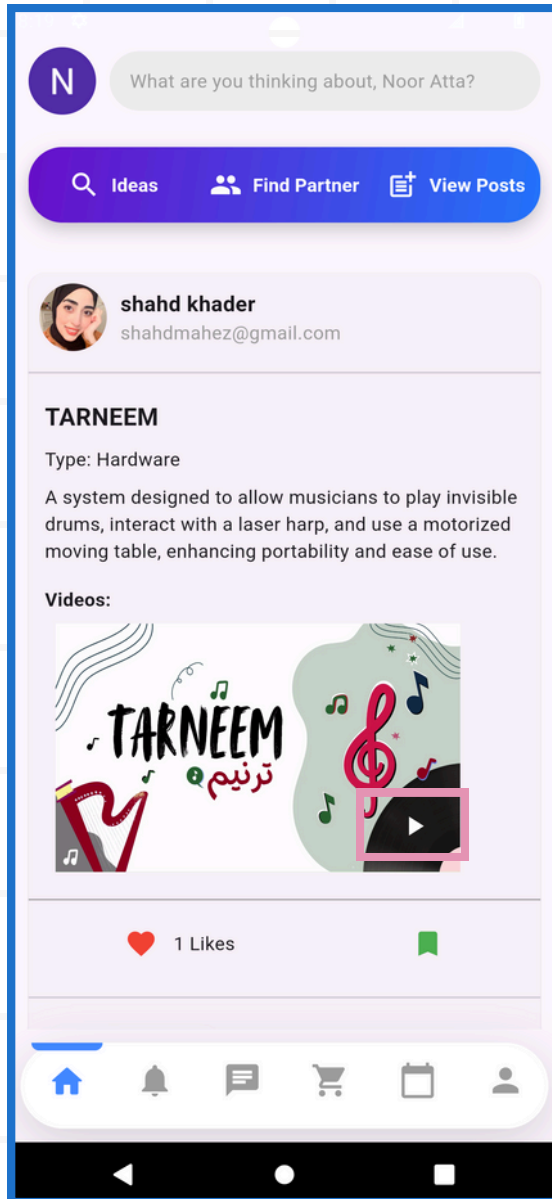 N
What are you thinking about, Noor Atta?
Ideas Find Partner View Posts
shahd khader
shahdmahez@gmail.com
TARNEEM
Type: Hardware
A system designed to allow musicians to play invisible
drums, interact with a laser harp, and use a motorized
moving table, enhancing portability and ease of use.
Videos:
TARNEEM
ترنيم
1 Likes